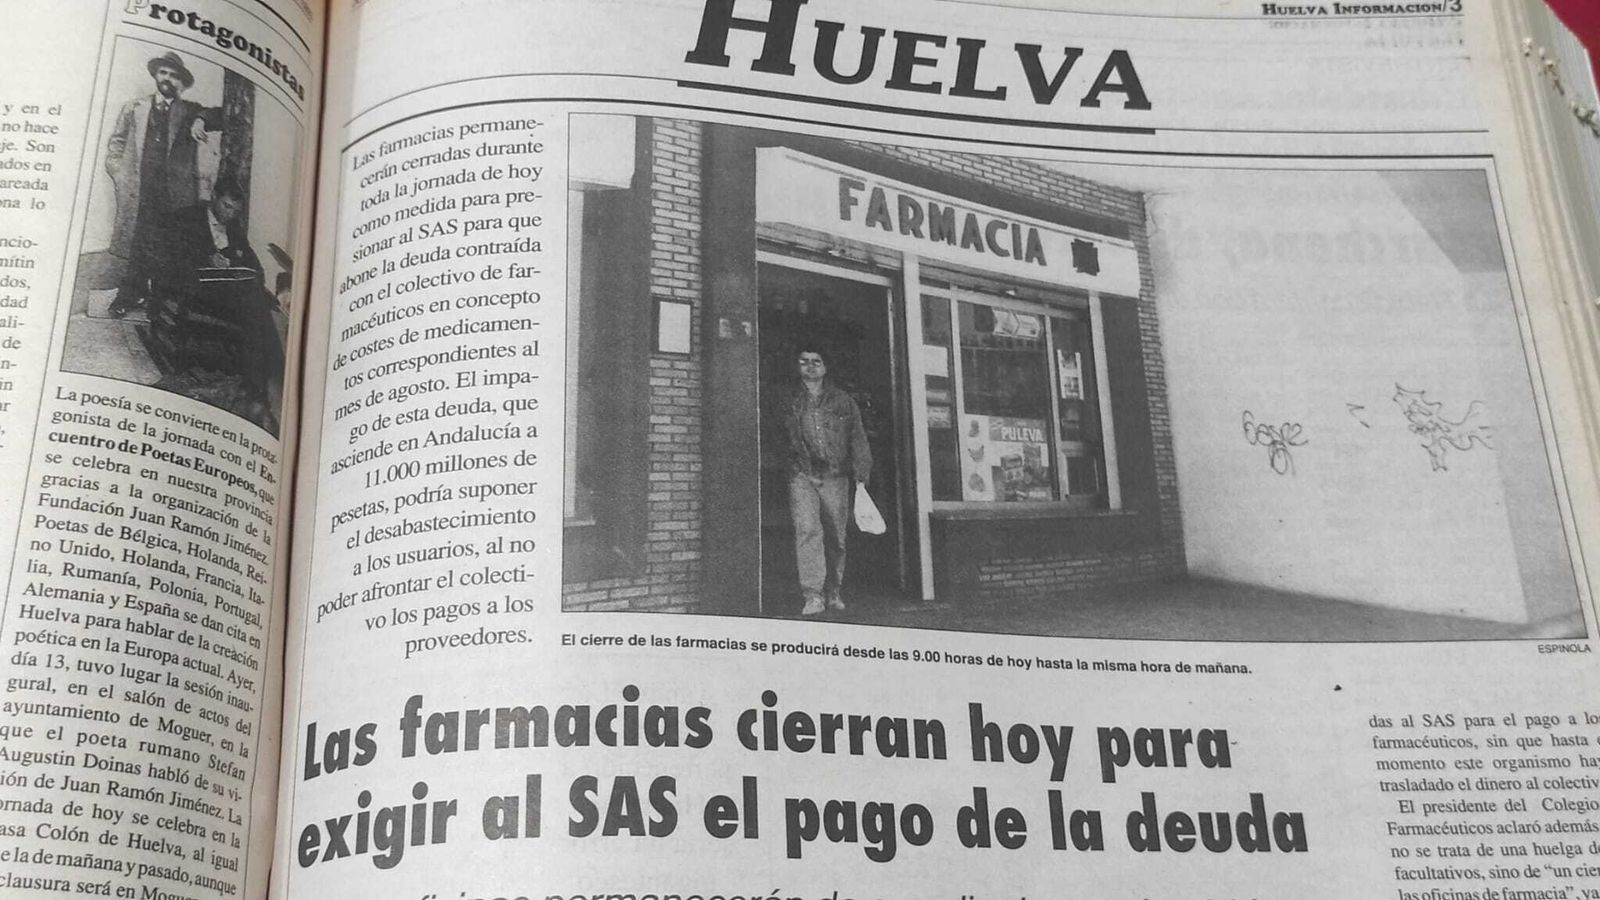 HUELVA INFORMACION/3
HUELVA
Protagonistas
y en el
no hace
je. Son
ados en
areada
ona lo
ncio-
mítin
dos,
dad
ali-
de
in-
in
ar
La poesía se convierte en la prota-
gonista de la jornada con el En-
cuentro de Poetas Europeos, que
se celebra en nuestra provincia
gracias a la organización de la
Fundación Juan Ramón Jiménez.
Poetas de Bélgica, Holanda, Rei-
no Unido, Holanda, Francia, Ita-
lia, Rumanía, Polonia, Portugal,
Alemania y España se dan cita en
Huelva para hablar de la creación
poética en la Europa actual. Ayer,
día 13, tuvo lugar la sesión inau-
gural, en el salón de actos del
ayuntamiento de Moguer, en la
que el poeta rumano Stefan
Augustin Doinas habló de su vi-
ión de Juan Ramón Jiménez. La
ornada de hoy se celebra en la
asa Colón de Huelva, al igual
e la de mañana y pasado, aunque
clausura será en Mogue
Las farmacias permane-
cerán cerradas durante
toda la jornada de hoy
como medida para pre-
sionar al SAS para que
abone la deuda contraída
con el colectivo de far-
macéuticos en concepto
de costes de medicamen-
tos correspondientes al
mes de agosto. El impa-
go de esta deuda, que
asciende en Andalucía a
11.000 millones de
pesetas, podría suponer
el desabastecimiento
a los usuarios, al no
poder afrontar el colecti-
vo los pagos a los
proveedores.
FARMACIA
PULEVA
ESPINOLA
El cierre de las farmacias se producirá desde las 9.00 horas de hoy hasta la misma hora de mañana.
Las farmacias cierran hoy para
exigir al SAS el pago de la deuda
das al SAS para el pago a los
farmacéuticos, sin que hasta e
momento este organismo hay
trasladado el dinero al colectiv
El presidente del Colegio
Farmacéuticos aclaró además
no se trata de una huelga de
facultativos, sino de "un cier
las oficinas de farmacia", ya